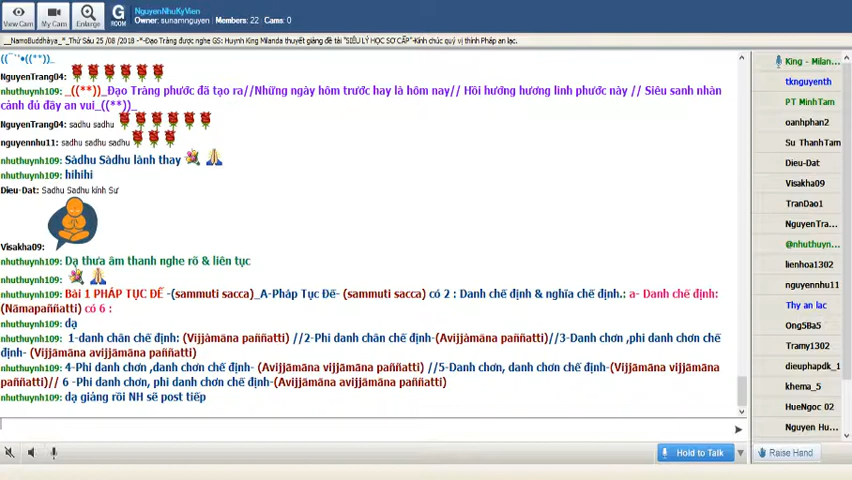 NguyenNhuKyVien
View Cam
My Cam
Enlarge
G ROOM
Owner: sunamnguyen | Members: 22 | Cams: 0
__NamoBuddhàya_*_Thứ Sáu 25 /08 /2018 -*-Đạo Tràng được nghe GS: Huynh King Milanda thuyết giảng đề tài "SIÊU LÝ HỌC SƠ CẤP"-Kính chúc quý vị thính Pháp an lạc.
((¯`'•((**)_
NguyenTrang04:
nhuthuynh109: _((**))_Đạo Tràng phước đã tạo ra//Những ngày hôm trước hay là hôm nay// Hồi hướng hương linh phước này // Siêu sanh nhàn
cảnh đủ đầy an vui_((**)_
NguyenTrang04: sadhu sadhu
nguyennhu11: sadhu sadhu sadhu
nhuthuynh109: Sàdhu Sàdhu lành thay
nhuthuynh109: hihihi
Dieu-Dat: Sadhu Sadhu kính Sư
Visakha09:
nhuthuynh109: Dạ thưa âm thanh nghe rõ & liên tục
nhuthuynh109:
nhuthuynh109: Bài 1 PHÁP TỤC ĐẾ -(sammuti sacca)_A-Pháp Tục Đế- (sammuti sacca) có 2 : Danh chế định & nghĩa chế định.: a- Danh chế định:
(Nāmapaññatti) có 6 :
nhuthuynh109: dạ
nhuthuynh109: 1-danh chân chế định: (Vijjàmāna paññatti) //2-Phi danh chân chế định-(Avijjàmāna paññatti)//3-Danh chơn ,phi danh chơn chế
định- (Vijjāmāna avijjāmāna paññatti)
nhuthuynh109: 4-Phi danh chơn ,danh chơn chế định- (Avijjāmāna vijjāmāna paññatti) //5-Danh chơn, danh chơn chế định-(Vijjāmāna vijjāmāna
paññatti)// 6 -Phi danh chơn, phi danh chơn chế định-(Avijjāmāna avijjāmāna paññatti)
nhuthuynh109: dạ giảng rồi NH sẽ post tiếp
King - Milan...
tknguyenth
PT MinhTam
oanhphan2
Su ThanhTam
Dieu-Dat
Visakha09
TranDao1
NguyenTra...
@nhuthuyn...
lienhoa1302
nguyennhu11
Thy an lac
Ong5Ba5
Tramy1302
dieuphapdk_1
khema_5
HueNgoc 02
Nguyen Hu...
Hold to Talk
Raise Hand